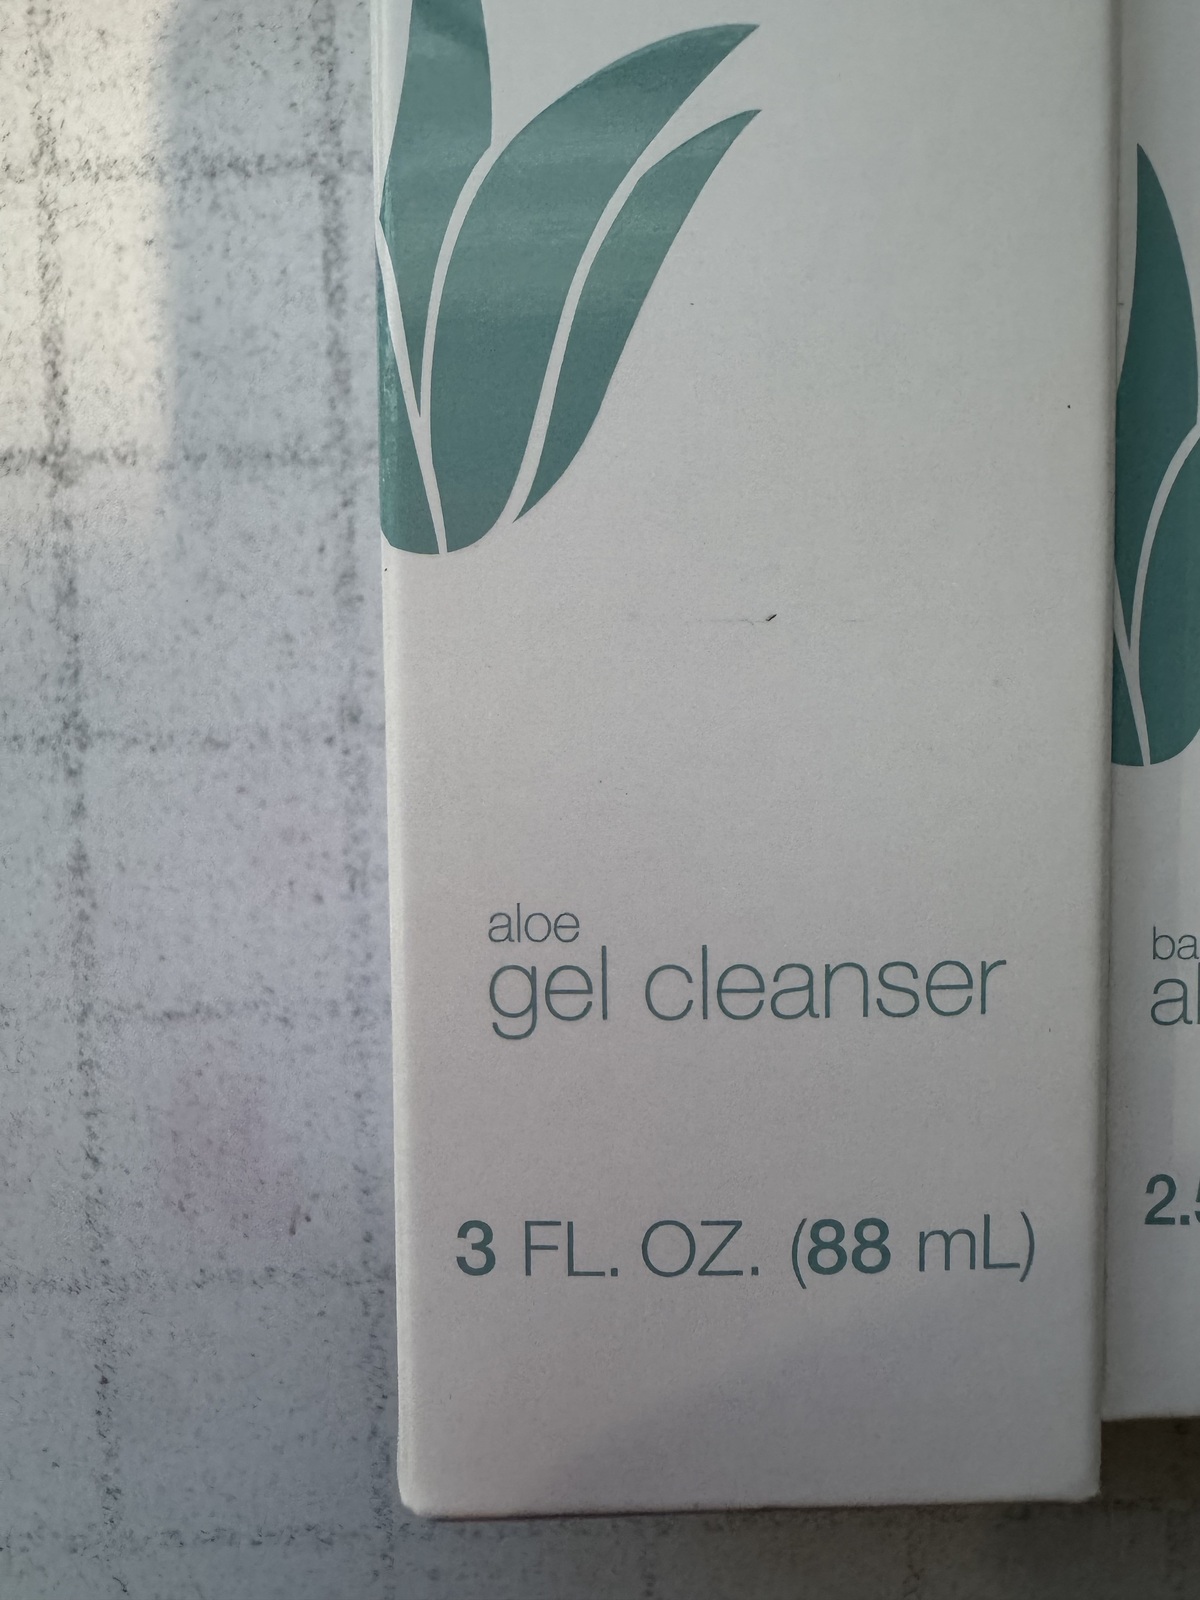 aloe
gel cleanser
3 FL. OZ. (88 mL)